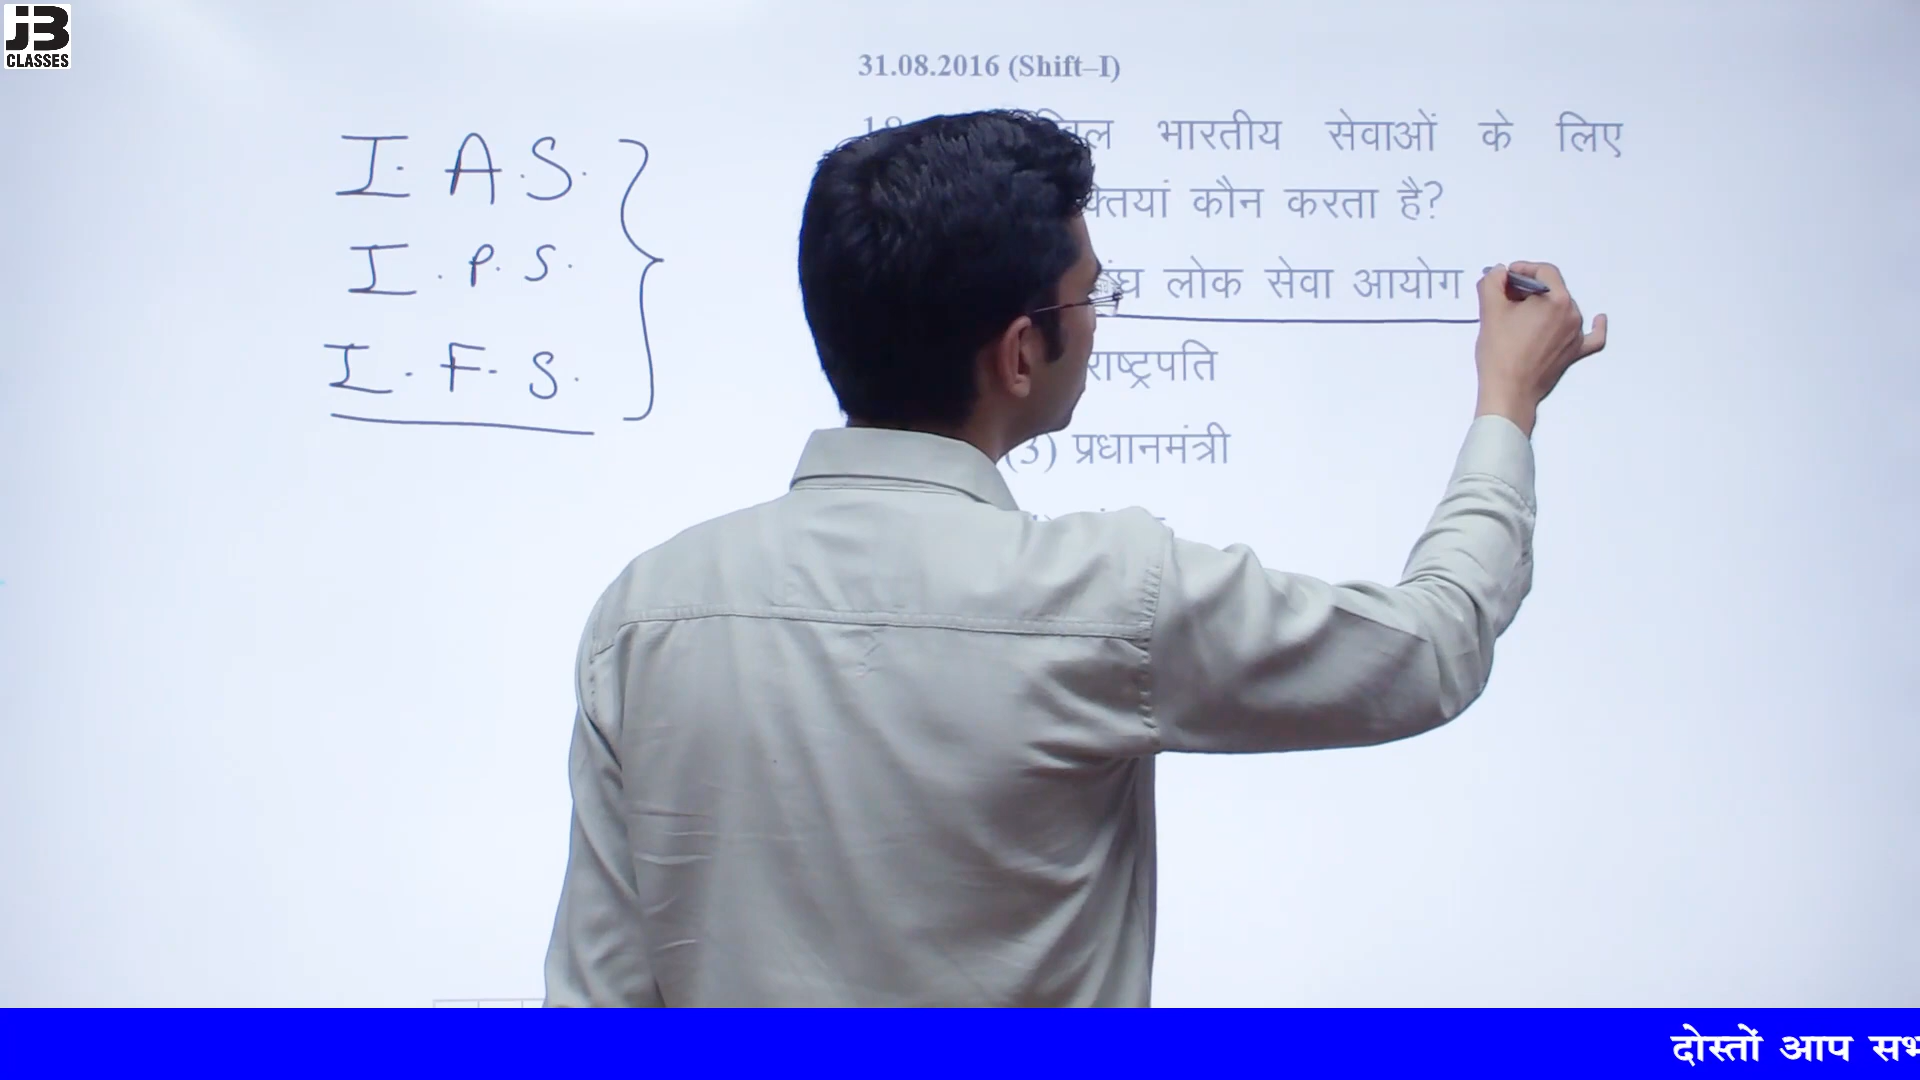 JB
CLASSES
31.08.2016 (Shift–I)
भारतीय सेवाओं के लिए
कौन करता है?
लोक सेवा आयोग
राष्ट्रपति
(3) प्रधानमंत्री
I. A. S.
I. P. S.
I. F. S.
दोस्तों आप